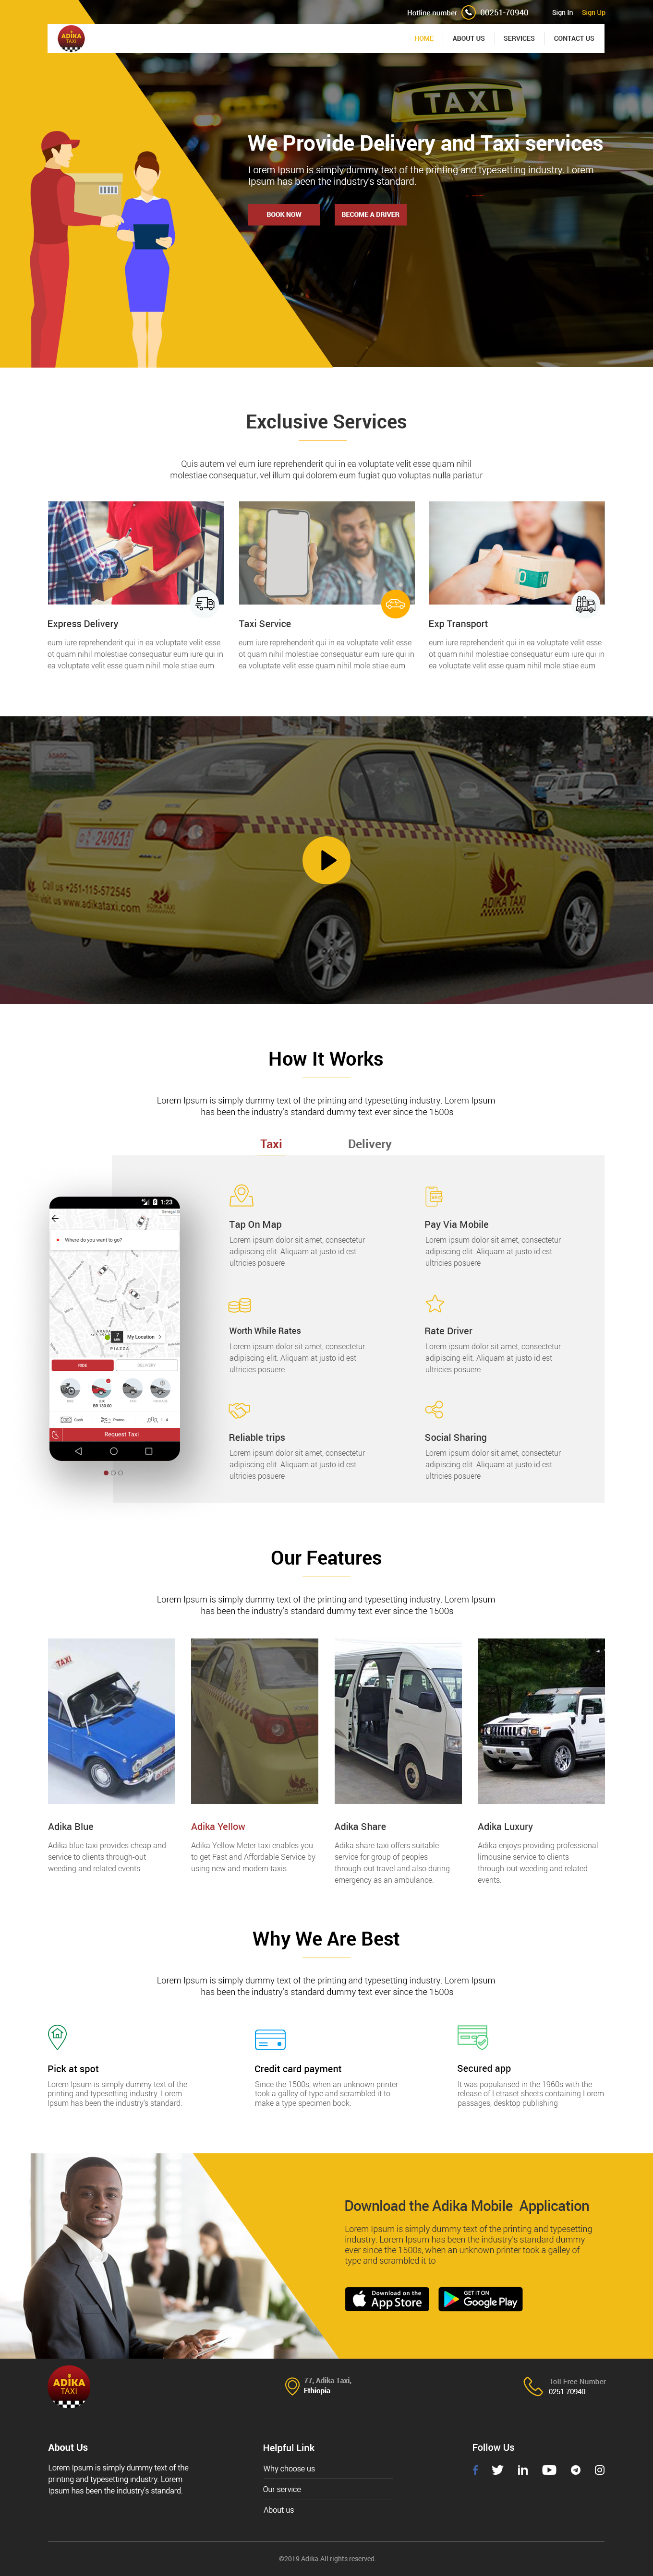 Hotline number 00251-70940 Sign In Sign Up
ADIKA
TAXI
HOME ABOUT US SERVICES CONTACT US
TAXI
We Provide Delivery and Taxi services
Lorem Ipsum is simply dummy text of the printing and typesetting industry. Lorem
Ipsum has been the industry's standard.
BOOK NOW BECOME A DRIVER
Exclusive Services
Quis autem vel eum iure reprehenderit qui in ea voluptate velit esse quam nihil
molestiae consequatur, vel illum qui dolorem eum fugiat quo voluptas nulla pariatur
Express Delivery
eum iure reprehenderit qui in ea voluptate velit esse
ot quam nihil molestiae consequatur eum iure qui in
ea voluptate velit esse quam nihil mole stiae eum
Taxi Service
eum iure reprehenderit qui in ea voluptate velit esse
ot quam nihil molestiae consequatur eum iure qui in
ea voluptate velit esse quam nihil mole stiae eum
Exp Transport
eum iure reprehenderit qui in ea voluptate velit esse
ot quam nihil molestiae consequatur eum iure qui in
ea voluptate velit esse quam nihil mole stiae eum
24961
Call us +251-115-572545
visit us www.adikataxi.com
ADIKA TAXI
ADIKA TAXI
How It Works
Lorem Ipsum is simply dummy text of the printing and typesetting industry. Lorem Ipsum
has been the industry's standard dummy text ever since the 1500s
Taxi Delivery
1:23
Where do you want to go?
7
MIN
My Location
PIAZZA
RIDE DELIVERY
LUX
BR 130.00
Cash Promo 1 - 4
Request Taxi
Tap On Map
Lorem ipsum dolor sit amet, consectetur
adipiscing elit. Aliquam at justo id est
ultricies posuere
Pay Via Mobile
Lorem ipsum dolor sit amet, consectetur
adipiscing elit. Aliquam at justo id est
ultricies posuere
Worth While Rates
Lorem ipsum dolor sit amet, consectetur
adipiscing elit. Aliquam at justo id est
ultricies posuere
Rate Driver
Lorem ipsum dolor sit amet, consectetur
adipiscing elit. Aliquam at justo id est
ultricies posuere
Reliable trips
Lorem ipsum dolor sit amet, consectetur
adipiscing elit. Aliquam at justo id est
ultricies posuere
Social Sharing
Lorem ipsum dolor sit amet, consectetur
adipiscing elit. Aliquam at justo id est
ultricies posuere
Our Features
Lorem Ipsum is simply dummy text of the printing and typesetting industry. Lorem Ipsum
has been the industry's standard dummy text ever since the 1500s
TAXI
Adika Blue
Adika blue taxi provides cheap and
service to clients through-out
weeding and related events.
Adika Yellow
Adika Yellow Meter taxi enables you
to get Fast and Affordable Service by
using new and modern taxis.
Adika Share
Adika share taxi offers suitable
service for group of peoples
through-out travel and also during
emergency as an ambulance.
Adika Luxury
Adika enjoys providing professional
limousine service to clients
through-out weeding and related
events.
Why We Are Best
Lorem Ipsum is simply dummy text of the printing and typesetting industry. Lorem Ipsum
has been the industry's standard dummy text ever since the 1500s
Pick at spot
Lorem Ipsum is simply dummy text of the
printing and typesetting industry. Lorem
Ipsum has been the industry's standard.
Credit card payment
Since the 1500s, when an unknown printer
took a galley of type and scrambled it to
make a type specimen book.
Secured app
It was popularised in the 1960s with the
release of Letraset sheets containing Lorem
passages, desktop publishing
Download the Adika Mobile Application
Lorem Ipsum is simply dummy text of the printing and typesetting
industry. Lorem Ipsum has been the industry's standard dummy
ever since the 1500s, when an unknown printer took a galley of
type and scrambled it to
Download on the
App Store
GET IT ON
Google Play
ADIKA
TAXI
77, Adika Taxi,
Ethiopia
Toll Free Number
0251-70940
About Us
Lorem Ipsum is simply dummy text of the
printing and typesetting industry. Lorem
Ipsum has been the industry's standard.
Helpful Link
Why choose us
Our service
About us
Follow Us
©2019 Adika.All rights reserved.